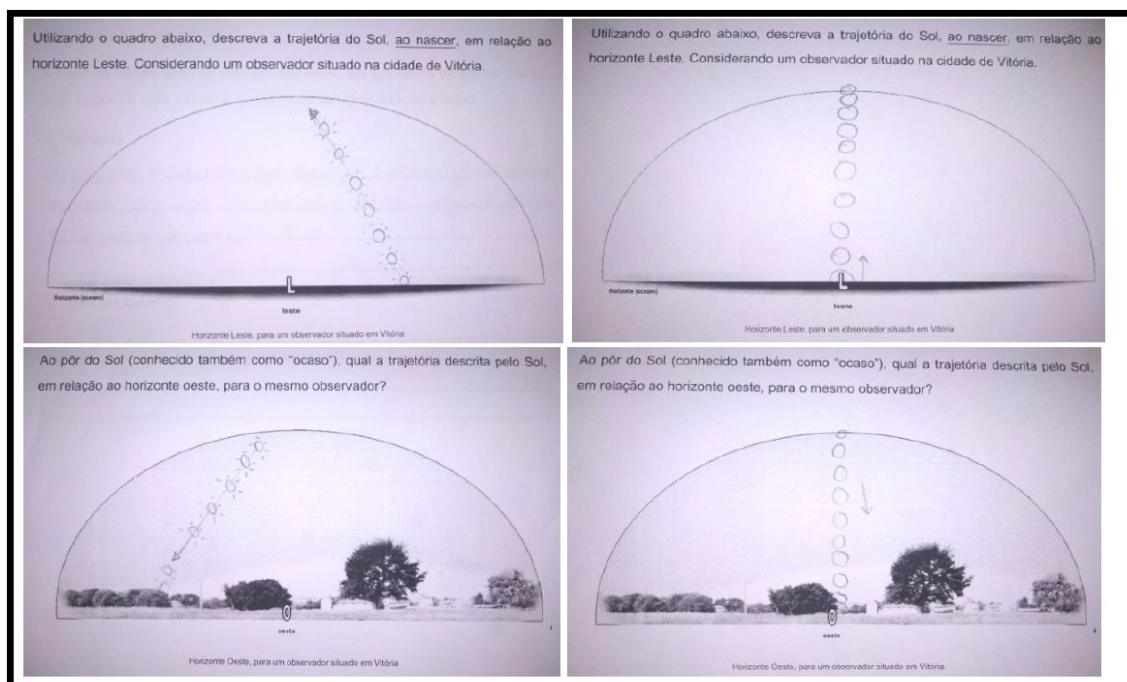 Utilizando o quadro abaixo, descreva a trajetória do Sol, ao nascer, em relação ao
horizonte Leste. Considerando um observador situado na cidade de Vitória.
L
Horizonte (oceano)
leste
Horizonte Leste, para um observador situado em Vitória
Utilizando o quadro abaixo, descreva a trajetória do Sol, ao nascer, em relação ao
horizonte Leste. Considerando um observador situado na cidade de Vitória.
L
Horizonte (oceano)
leste
Horizonte Leste, para um observador situado em Vitória
Ao pôr do Sol (conhecido também como "ocaso"), qual a trajetória descrita pelo Sol,
em relação ao horizonte oeste, para o mesmo observador?
O
oeste
Horizonte Oeste, para um observador situado em Vitória
Ao pôr do Sol (conhecido também como "ocaso"), qual a trajetória descrita pelo Sol,
em relação ao horizonte oeste, para o mesmo observador?
O
oeste
Horizonte Oeste, para um observador situado em Vitória